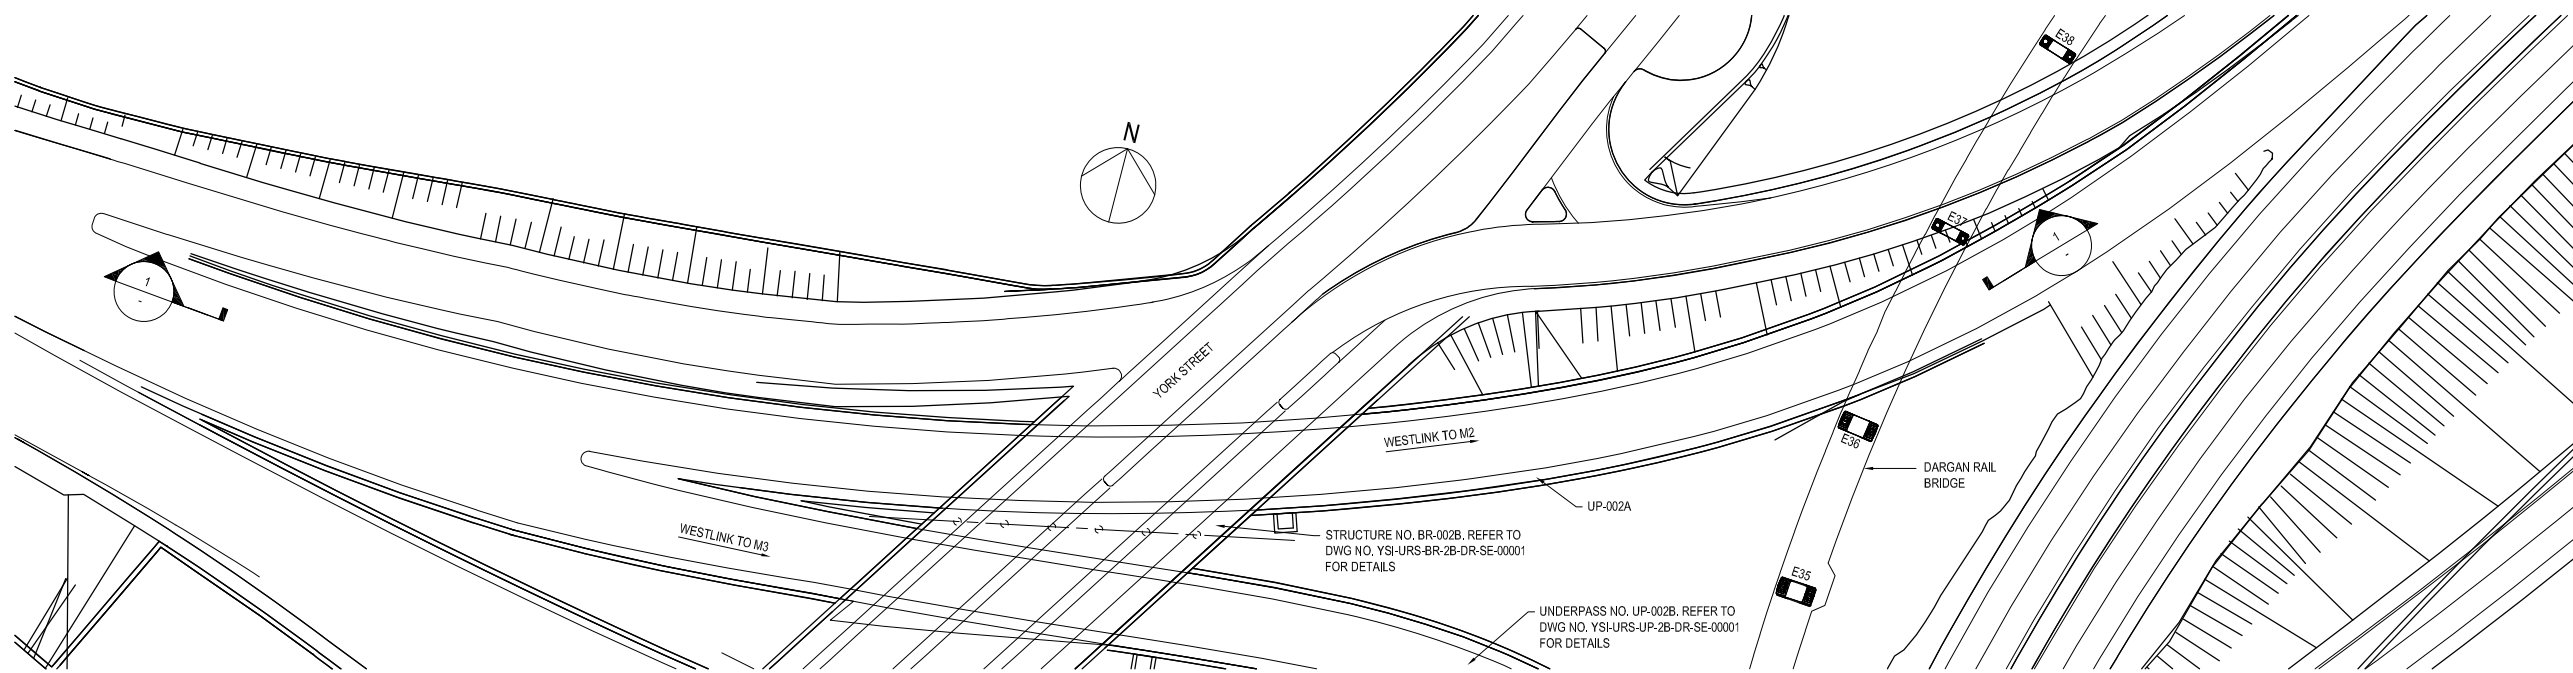 E38
N
E37
1
-
1
-
YORK STREET
WESTLINK TO M2
E36
DARGAN RAIL
BRIDGE
UP-002A
WESTLINK TO M3
STRUCTURE NO. BR-002B. REFER TO
DWG NO. YSI-URS-BR-2B-DR-SE-00001
FOR DETAILS
E35
UNDERPASS NO. UP-002B. REFER TO
DWG NO. YSI-URS-UP-2B-DR-SE-00001
FOR DETAILS